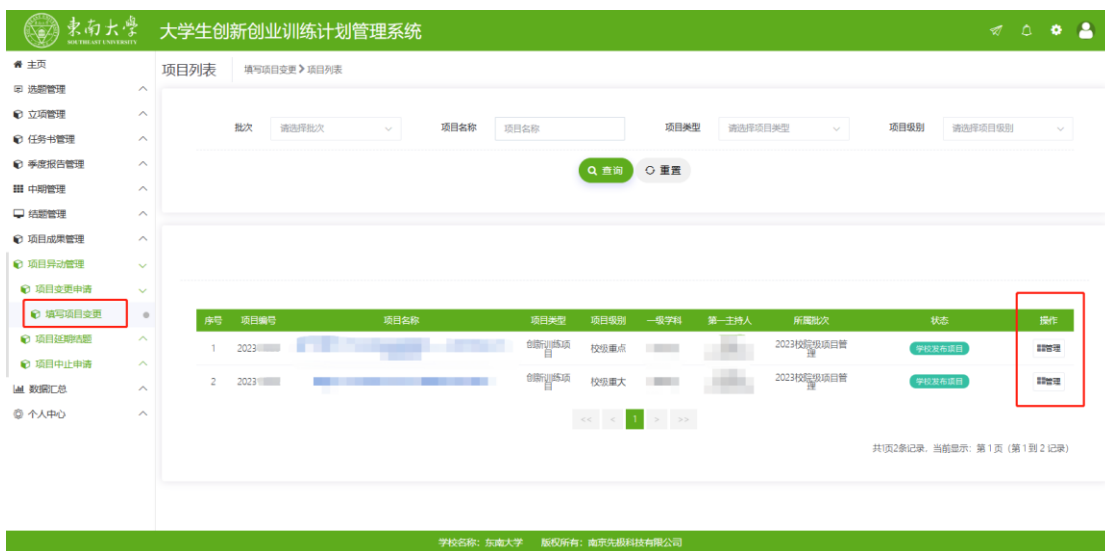 東南大學 大学生创新创业训练计划管理系统
SOUTHEAST UNIVERSITY
主页
选题管理
立项管理
任务书管理
季度报告管理
中期管理
结题管理
项目成果管理
项目异动管理
项目变更申请
填写项目变更
项目延期结题
项目中止申请
数据汇总
个人中心
项目列表 填写项目变更 > 项目列表
批次 请选择批次 项目名称 项目名称 项目类型 请选择项目类型 项目级别 请选择项目级别
查询 重置
序号 项目编号 项目名称 项目类型 项目级别 一级学科 第一主持人 所属批次 状态 操作
1 2023 创新训练项目 校级重点 2023校院级项目管理 学校发布项目 管理
2 2023 创新训练项目 校级重大 2023校院级项目管理 学校发布项目 管理
<< < 1 > >>
共1页2条记录, 当前显示: 第 1 页 (第 1 到 2 记录)
学校名称: 东南大学 版权所有: 南京先极科技有限公司